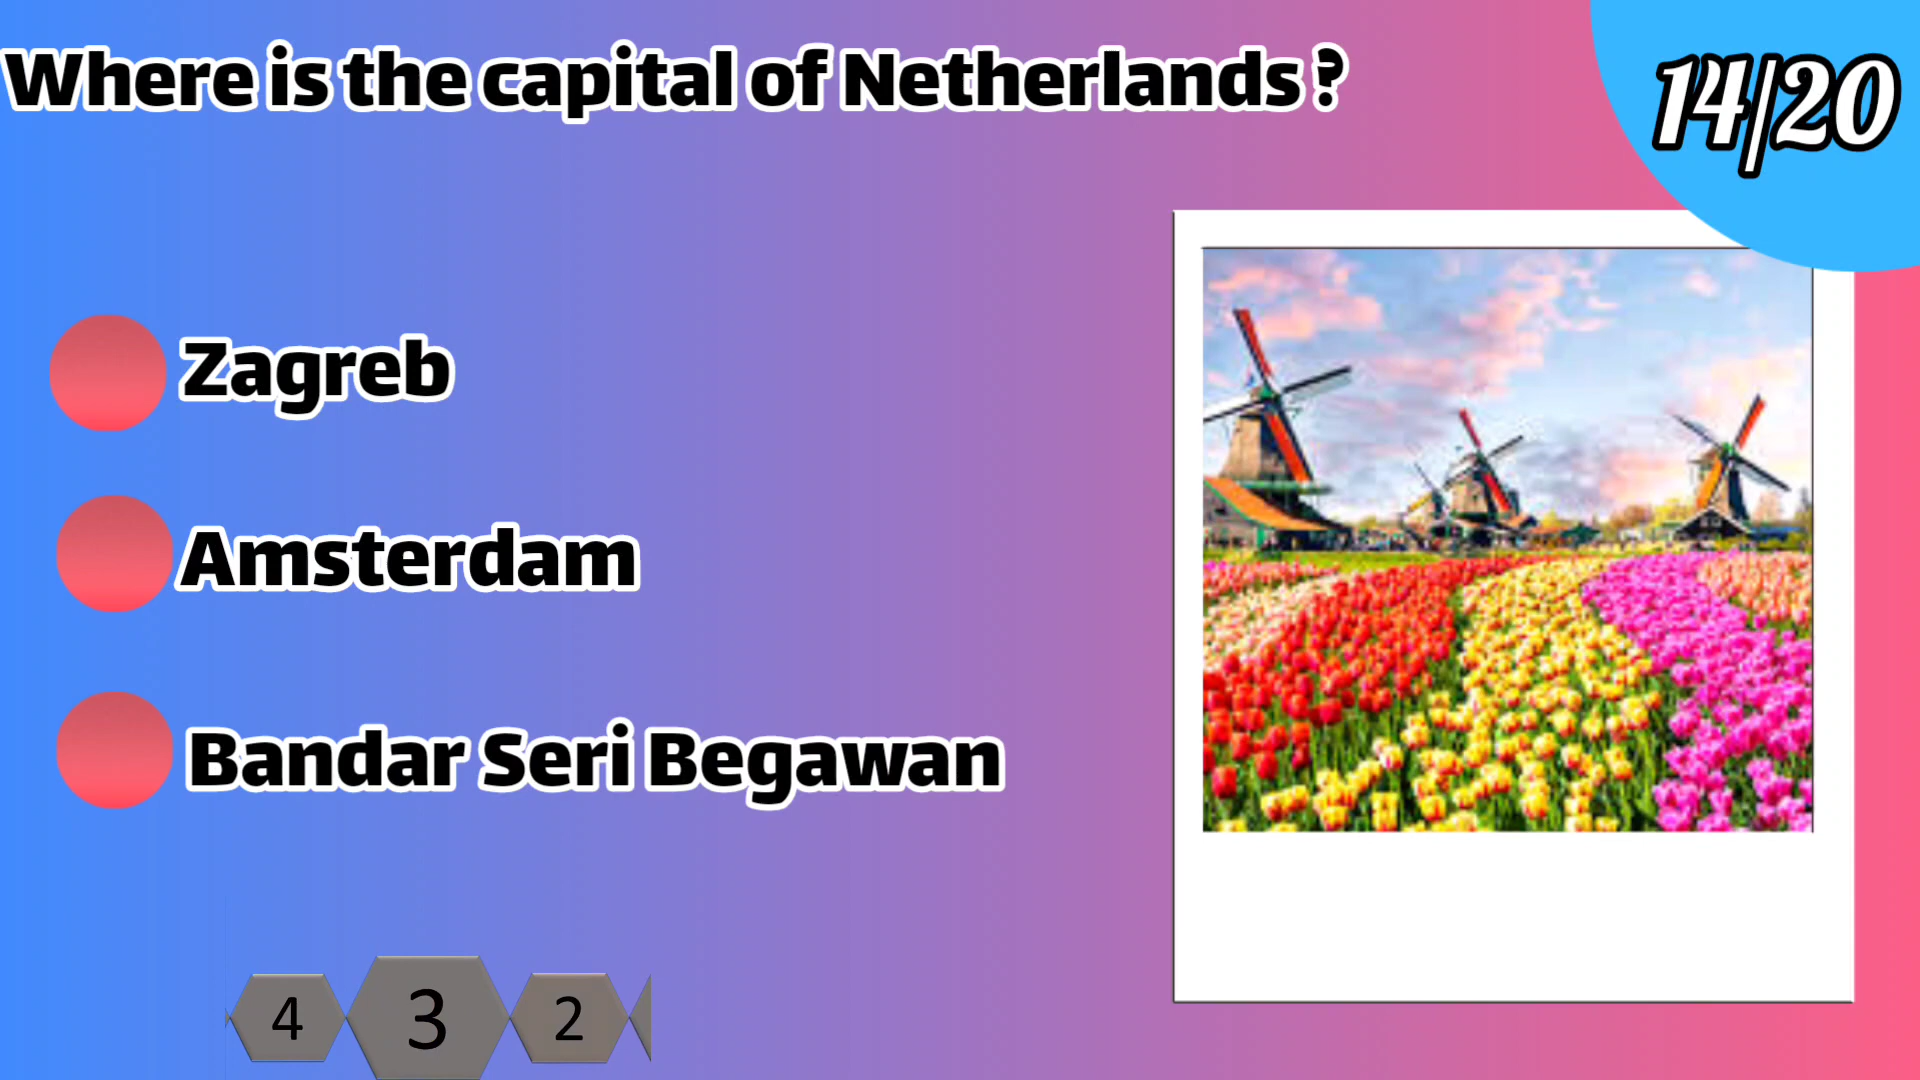 Where is the capital of Netherlands ?
14/20
Zagreb
Amsterdam
Bandar Seri Begawan
4 3 2